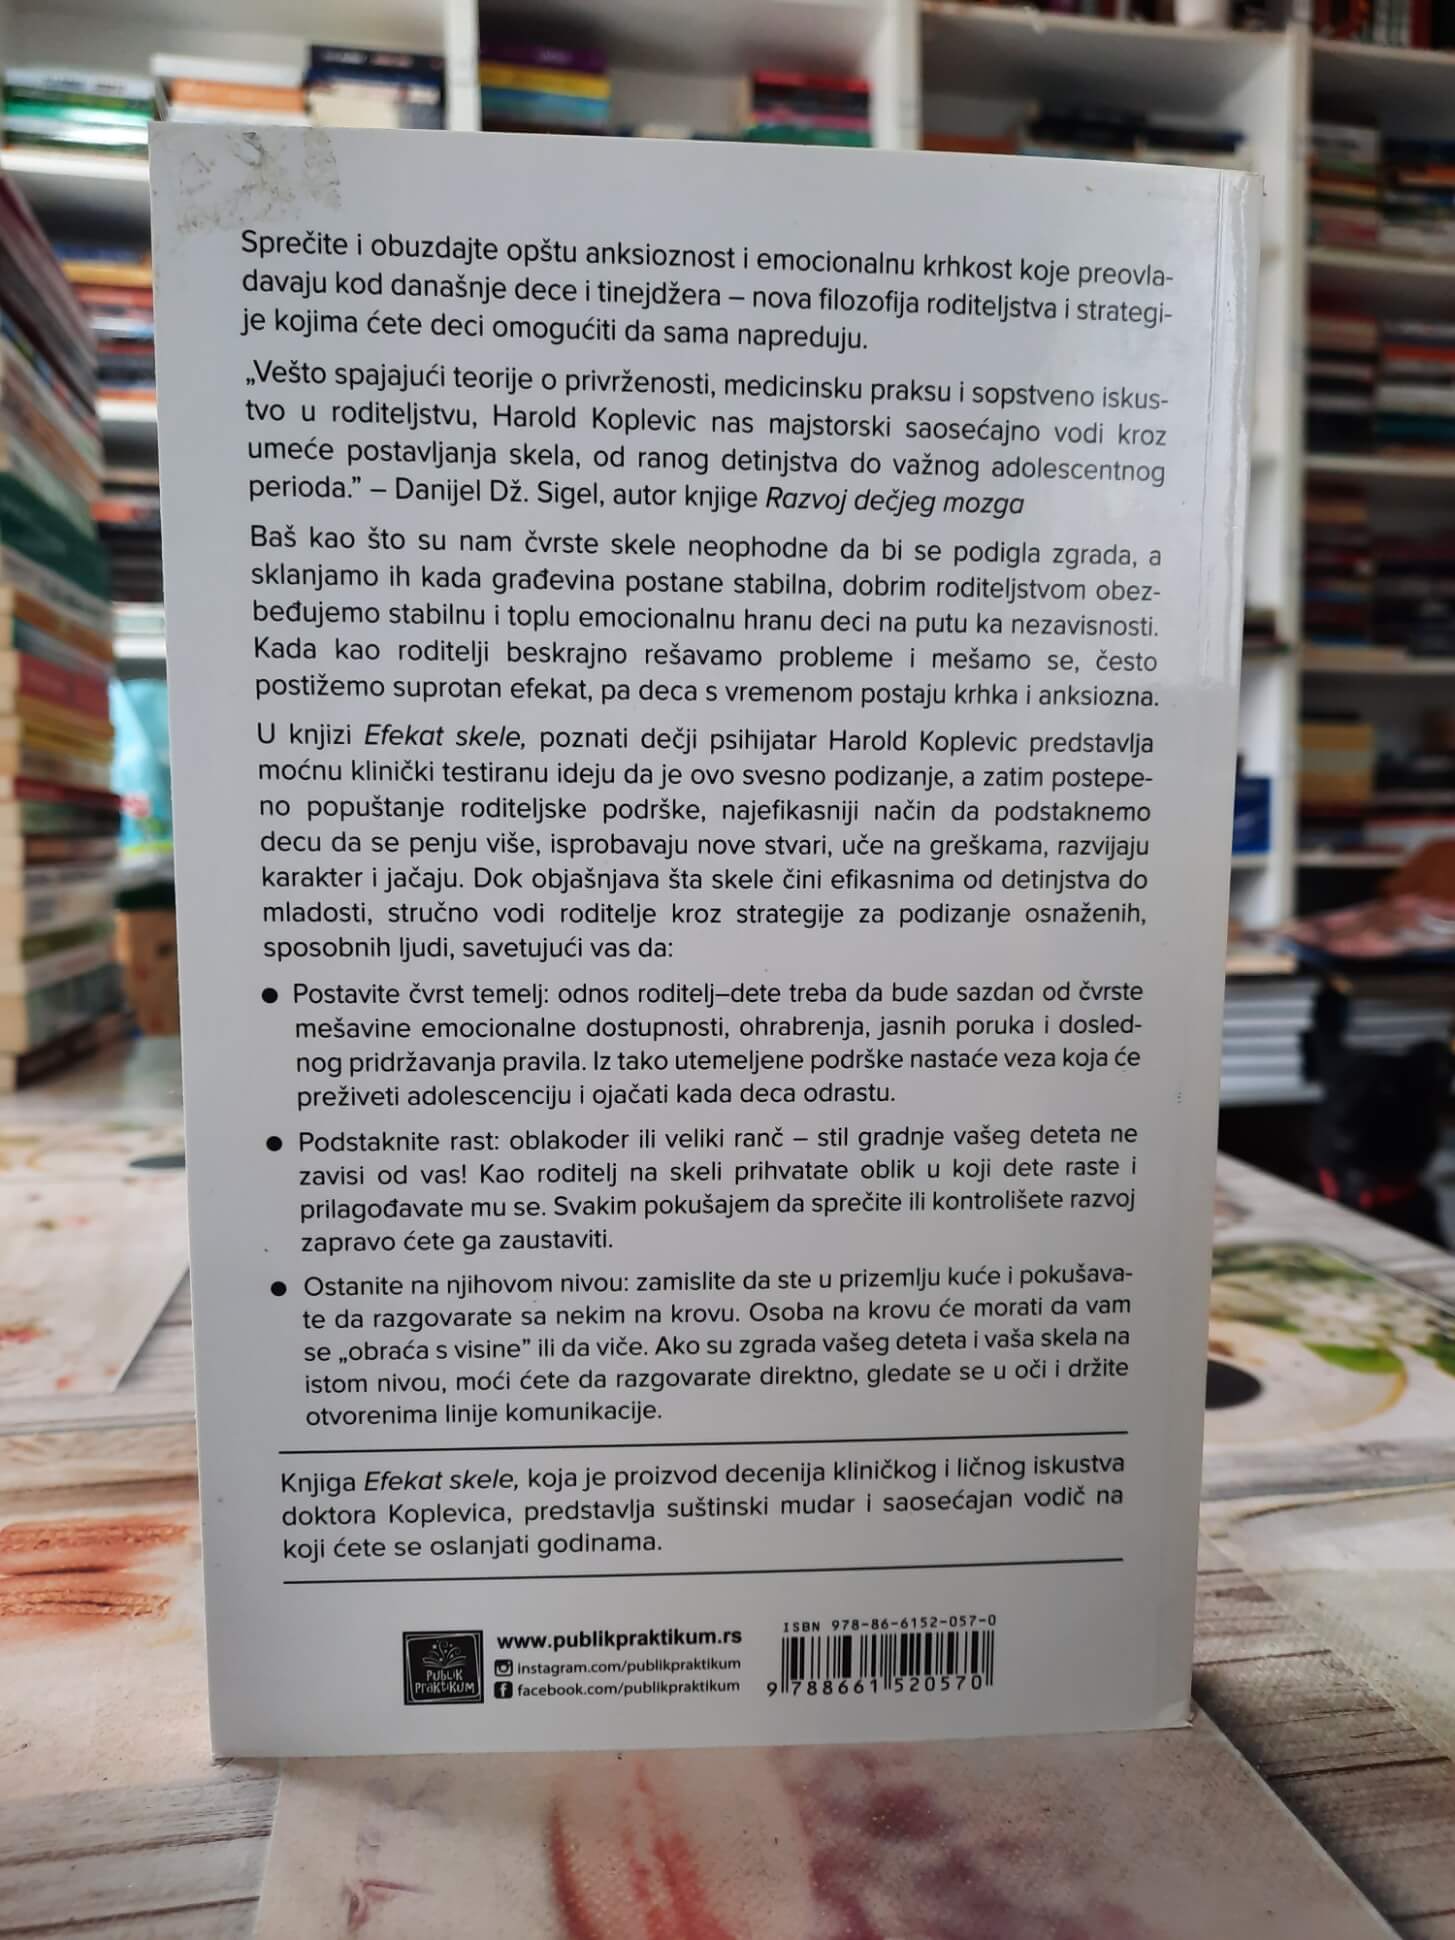 Sprečite i obuzdajte opštu anksioznost i emocionalnu krhkost koje preovla-
davaju kod današnje dece i tinejdžera – nova filozofija roditeljstva i strategi-
je kojima ćete deci omogućiti da sama napreduju.
„Vešto spajajući teorije o privrženosti, medicinsku praksu i sopstveno iskus-
tvo u roditeljstvu, Harold Koplevic nas majstorski saosećajno vodi kroz
umeće postavljanja skela, od ranog detinjstva do važnog adolescentnog
perioda.” – Danijel Dž. Sigel, autor knjige Razvoj dečjeg mozga
Baš kao što su nam čvrste skele neophodne da bi se podigla zgrada, a
sklanjamo ih kada građevina postane stabilna, dobrim roditeljstvom obez-
beđujemo stabilnu i toplu emocionalnu hranu deci na putu ka nezavisnosti.
Kada kao roditelji beskrajno rešavamo probleme i mešamo se, često
postižemo suprotan efekat, pa deca s vremenom postaju krhka i anksiozna.
U knjizi Efekat skele, poznati dečji psihijatar Harold Koplevic predstavlja
moćnu klinički testiranu ideju da je ovo svesno podizanje, a zatim postepe-
no popuštanje roditeljske podrške, najefikasniji način da podstaknemo
decu da se penju više, isprobavaju nove stvari, uče na greškama, razvijaju
karakter i jačaju. Dok objašnjava šta skele čini efikasnima od detinjstva do
mladosti, stručno vodi roditelje kroz strategije za podizanje osnaženih,
sposobnih ljudi, savetujući vas da:
● Postavite čvrst temelj: odnos roditelj–dete treba da bude sazdan od čvrste
mešavine emocionalne dostupnosti, ohrabrenja, jasnih poruka i dosled-
nog pridržavanja pravila. Iz tako utemeljene podrške nastaće veza koja će
preživeti adolescenciju i ojačati kada deca odrastu.
● Podstaknite rast: oblakoder ili veliki ranč – stil gradnje vašeg deteta ne
zavisi od vas! Kao roditelj na skeli prihvatate oblik u koji dete raste i
prilagođavate mu se. Svakim pokušajem da sprečite ili kontrolišete razvoj
zapravo ćete ga zaustaviti.
● Ostanite na njihovom nivou: zamislite da ste u prizemlju kuće i pokušava-
te da razgovarate sa nekim na krovu. Osoba na krovu će morati da vam
se „obraća s visine” ili da viče. Ako su zgrada vašeg deteta i vaša skela na
istom nivou, moći ćete da razgovarate direktno, gledate se u oči i držite
otvorenima linije komunikacije.
Knjiga Efekat skele, koja je proizvod decenija kliničkog i ličnog iskustva
doktora Koplevica, predstavlja suštinski mudar i saosećajan vodič na
koji ćete se oslanjati godinama.
PUBLIK
PRAKTIKUM
www.publikpraktikum.rs
instagram.com/publikpraktikum
facebook.com/publikpraktikum
ISBN 978-86-6152-057-0
9 788661 520570